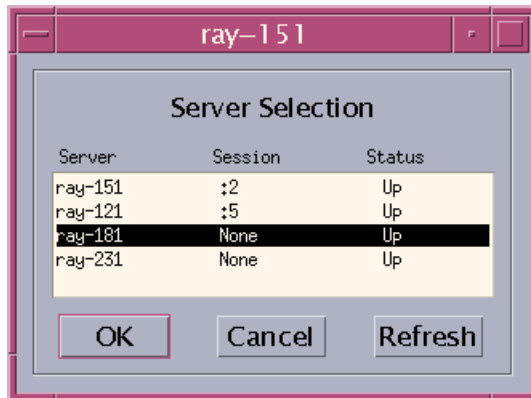 ray-151
Server Selection
Server Session Status
ray-151 :2 Up
ray-121 :5 Up
ray-181 None Up
ray-231 None Up
OK Cancel Refresh